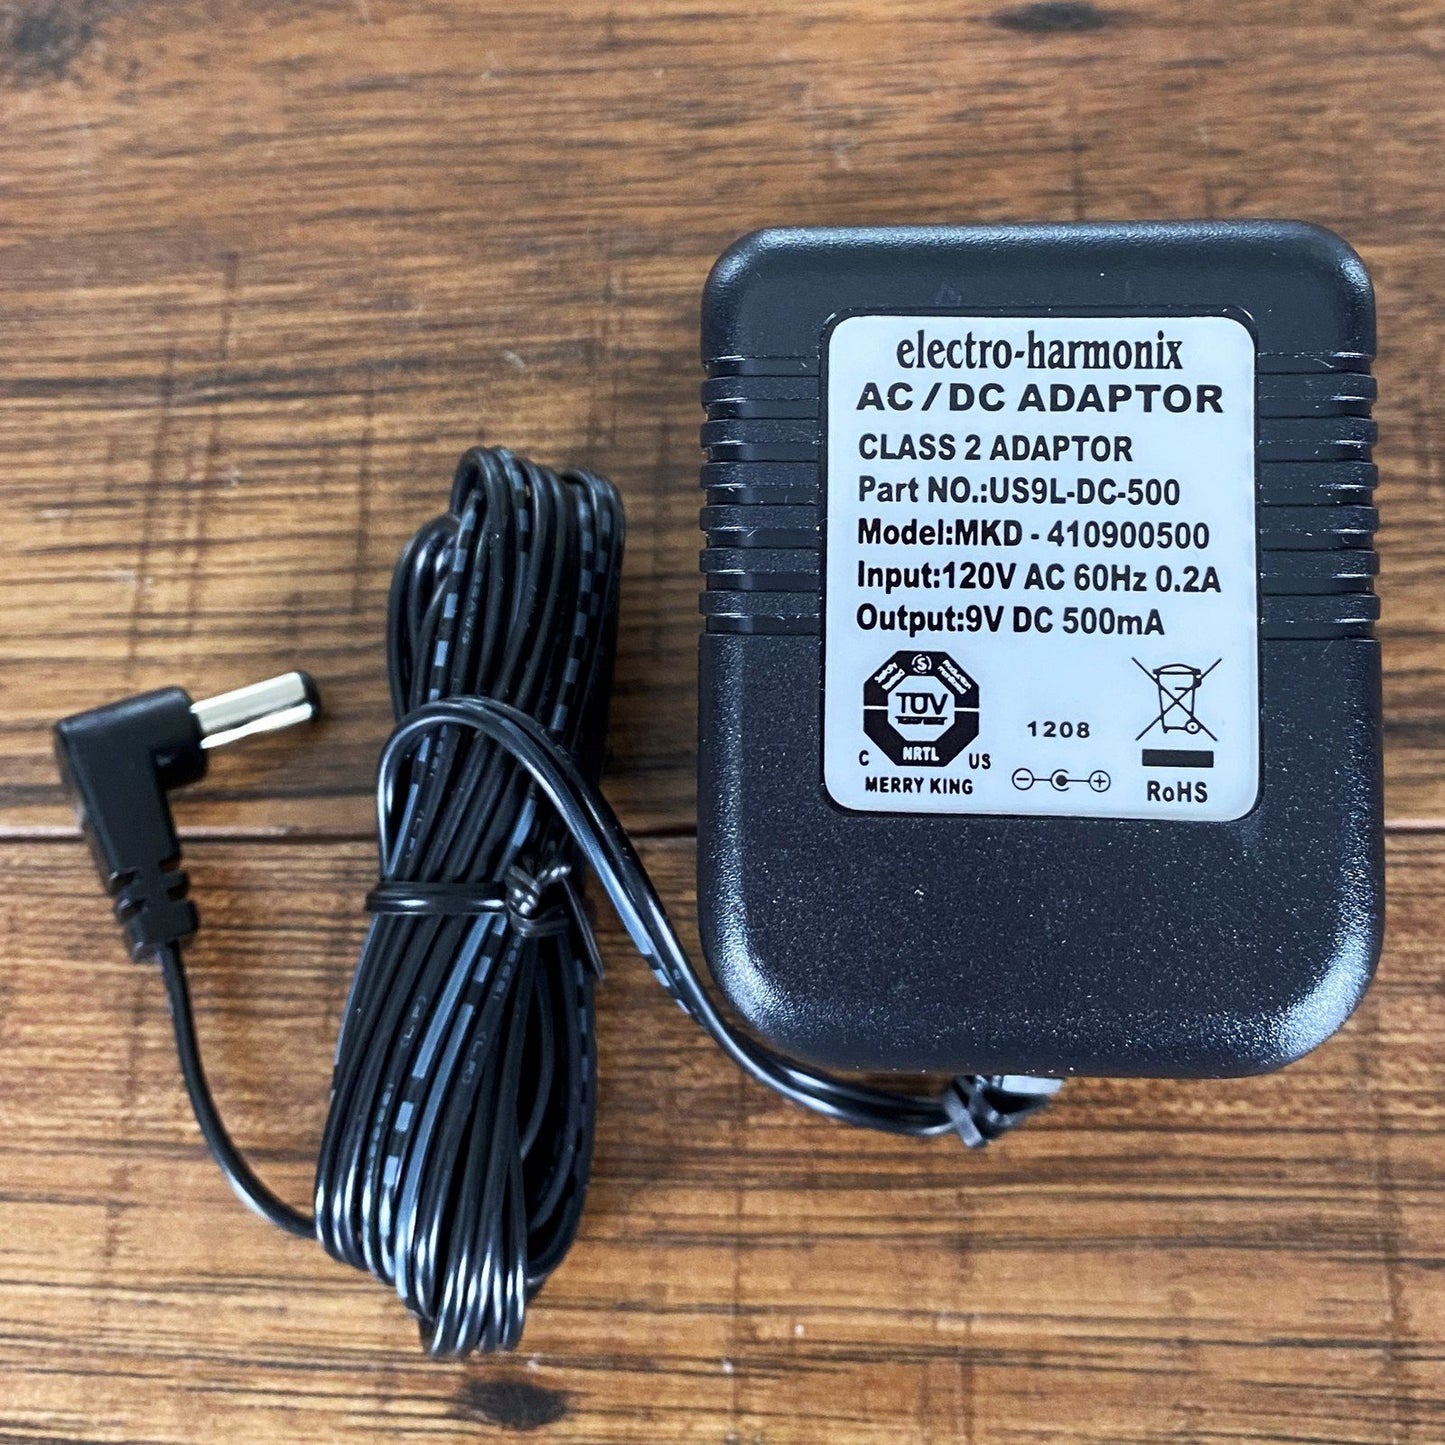 electro-harmonix
AC/DC ADAPTOR
CLASS 2 ADAPTOR
Part NO.:US9L-DC-500
Model:MKD - 410900500
Input:120V AC 60Hz 0.2A
Output:9V DC 500mA
S
TÜV
NRTL
C US
MERRY KING
1208
RoHS